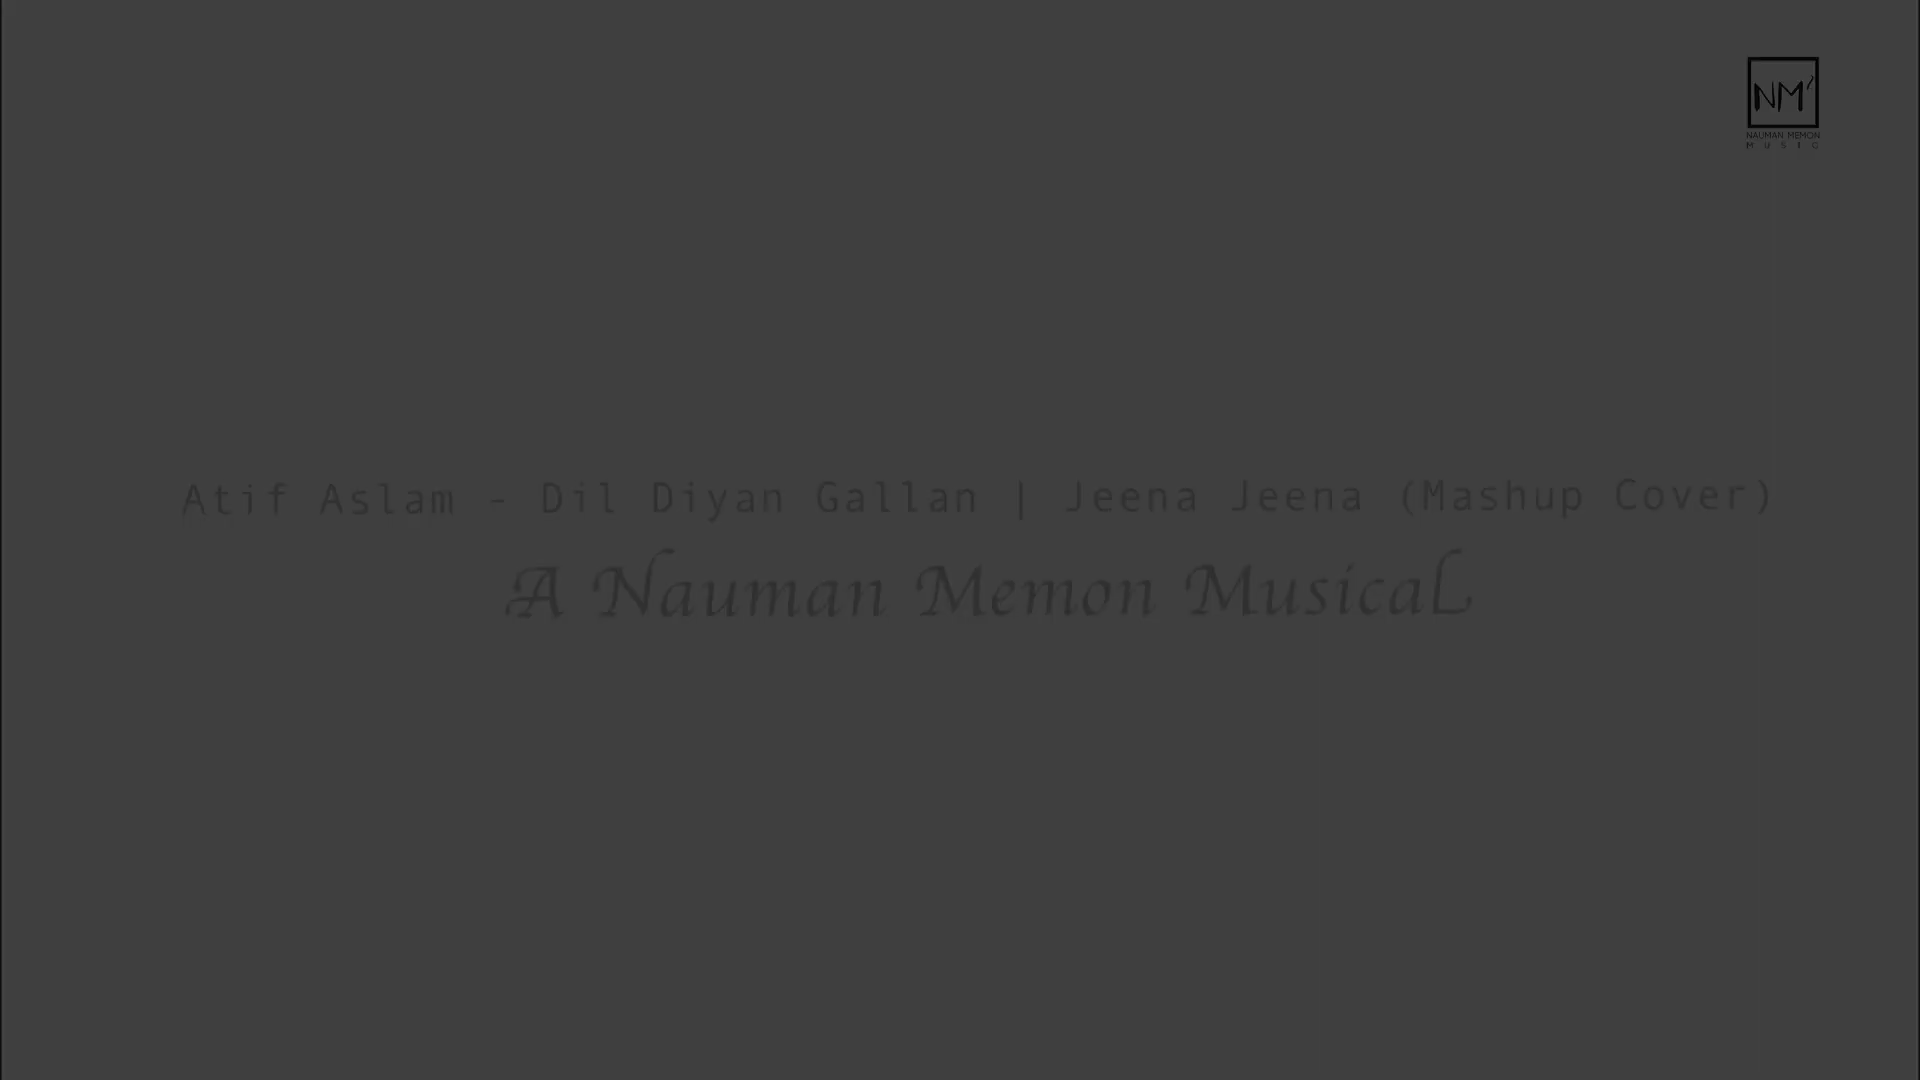 NM
NAUMAN MEMON
MUSIC
Atif Aslam - Dil Diyan Gallan | Jeena Jeena (Mashup Cover)
A Nauman Memon Musical